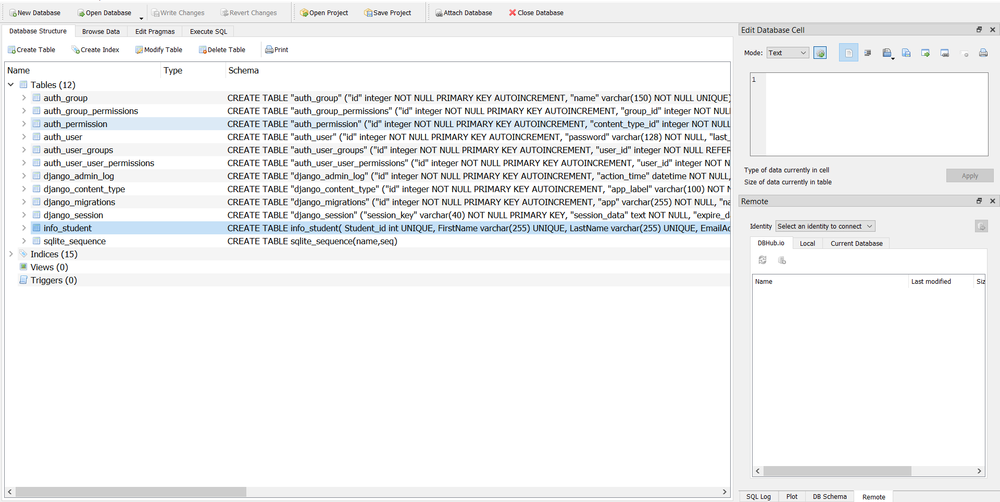 New Database Open Database Write Changes Revert Changes Open Project Save Project Attach Database Close Database
Database Structure Browse Data Edit Pragmas Execute SQL
Create Table Create Index Modify Table Delete Table Print
Name Type Schema
Tables (12)
auth_group CREATE TABLE "auth_group" ("id" integer NOT NULL PRIMARY KEY AUTOINCREMENT, "name" varchar(150) NOT NULL UNIQUE)
auth_group_permissions CREATE TABLE "auth_group_permissions" ("id" integer NOT NULL PRIMARY KEY AUTOINCREMENT, "group_id" integer NOT NULL
auth_permission CREATE TABLE "auth_permission" ("id" integer NOT NULL PRIMARY KEY AUTOINCREMENT, "content_type_id" integer NOT NULL
auth_user CREATE TABLE "auth_user" ("id" integer NOT NULL PRIMARY KEY AUTOINCREMENT, "password" varchar(128) NOT NULL, "last_
auth_user_groups CREATE TABLE "auth_user_groups" ("id" integer NOT NULL PRIMARY KEY AUTOINCREMENT, "user_id" integer NOT NULL REFER
auth_user_user_permissions CREATE TABLE "auth_user_user_permissions" ("id" integer NOT NULL PRIMARY KEY AUTOINCREMENT, "user_id" integer NOT N
django_admin_log CREATE TABLE "django_admin_log" ("id" integer NOT NULL PRIMARY KEY AUTOINCREMENT, "action_time" datetime NOT NULL,
django_content_type CREATE TABLE "django_content_type" ("id" integer NOT NULL PRIMARY KEY AUTOINCREMENT, "app_label" varchar(100) NOT N
django_migrations CREATE TABLE "django_migrations" ("id" integer NOT NULL PRIMARY KEY AUTOINCREMENT, "app" varchar(255) NOT NULL, "na
django_session CREATE TABLE "django_session" ("session_key" varchar(40) NOT NULL PRIMARY KEY, "session_data" text NOT NULL, "expire_d
info_student CREATE TABLE info_student( Student_id int UNIQUE, FirstName varchar(255) UNIQUE, LastName varchar(255) UNIQUE, EmailAd
sqlite_sequence CREATE TABLE sqlite_sequence(name,seq)
Indices (15)
Views (0)
Triggers (0)
Edit Database Cell
Mode: Text
1
Type of data currently in cell
Size of data currently in table
Apply
Remote
Identity Select an identity to connect
DBHub.io Local Current Database
Name Last modified Siz
SQL Log Plot DB Schema Remote